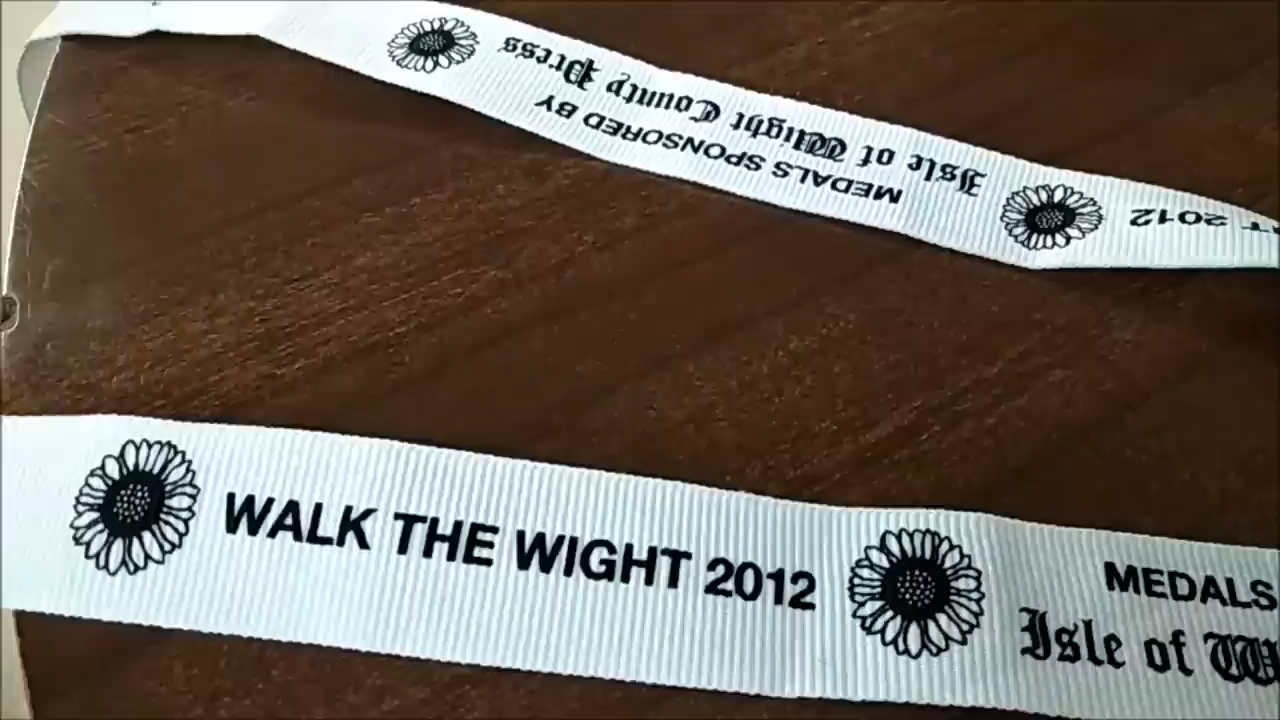 MEDALS SPONSORED BY
Isle of Wight County Press
2012
WALK THE WIGHT 2012
MEDALS
Isle of